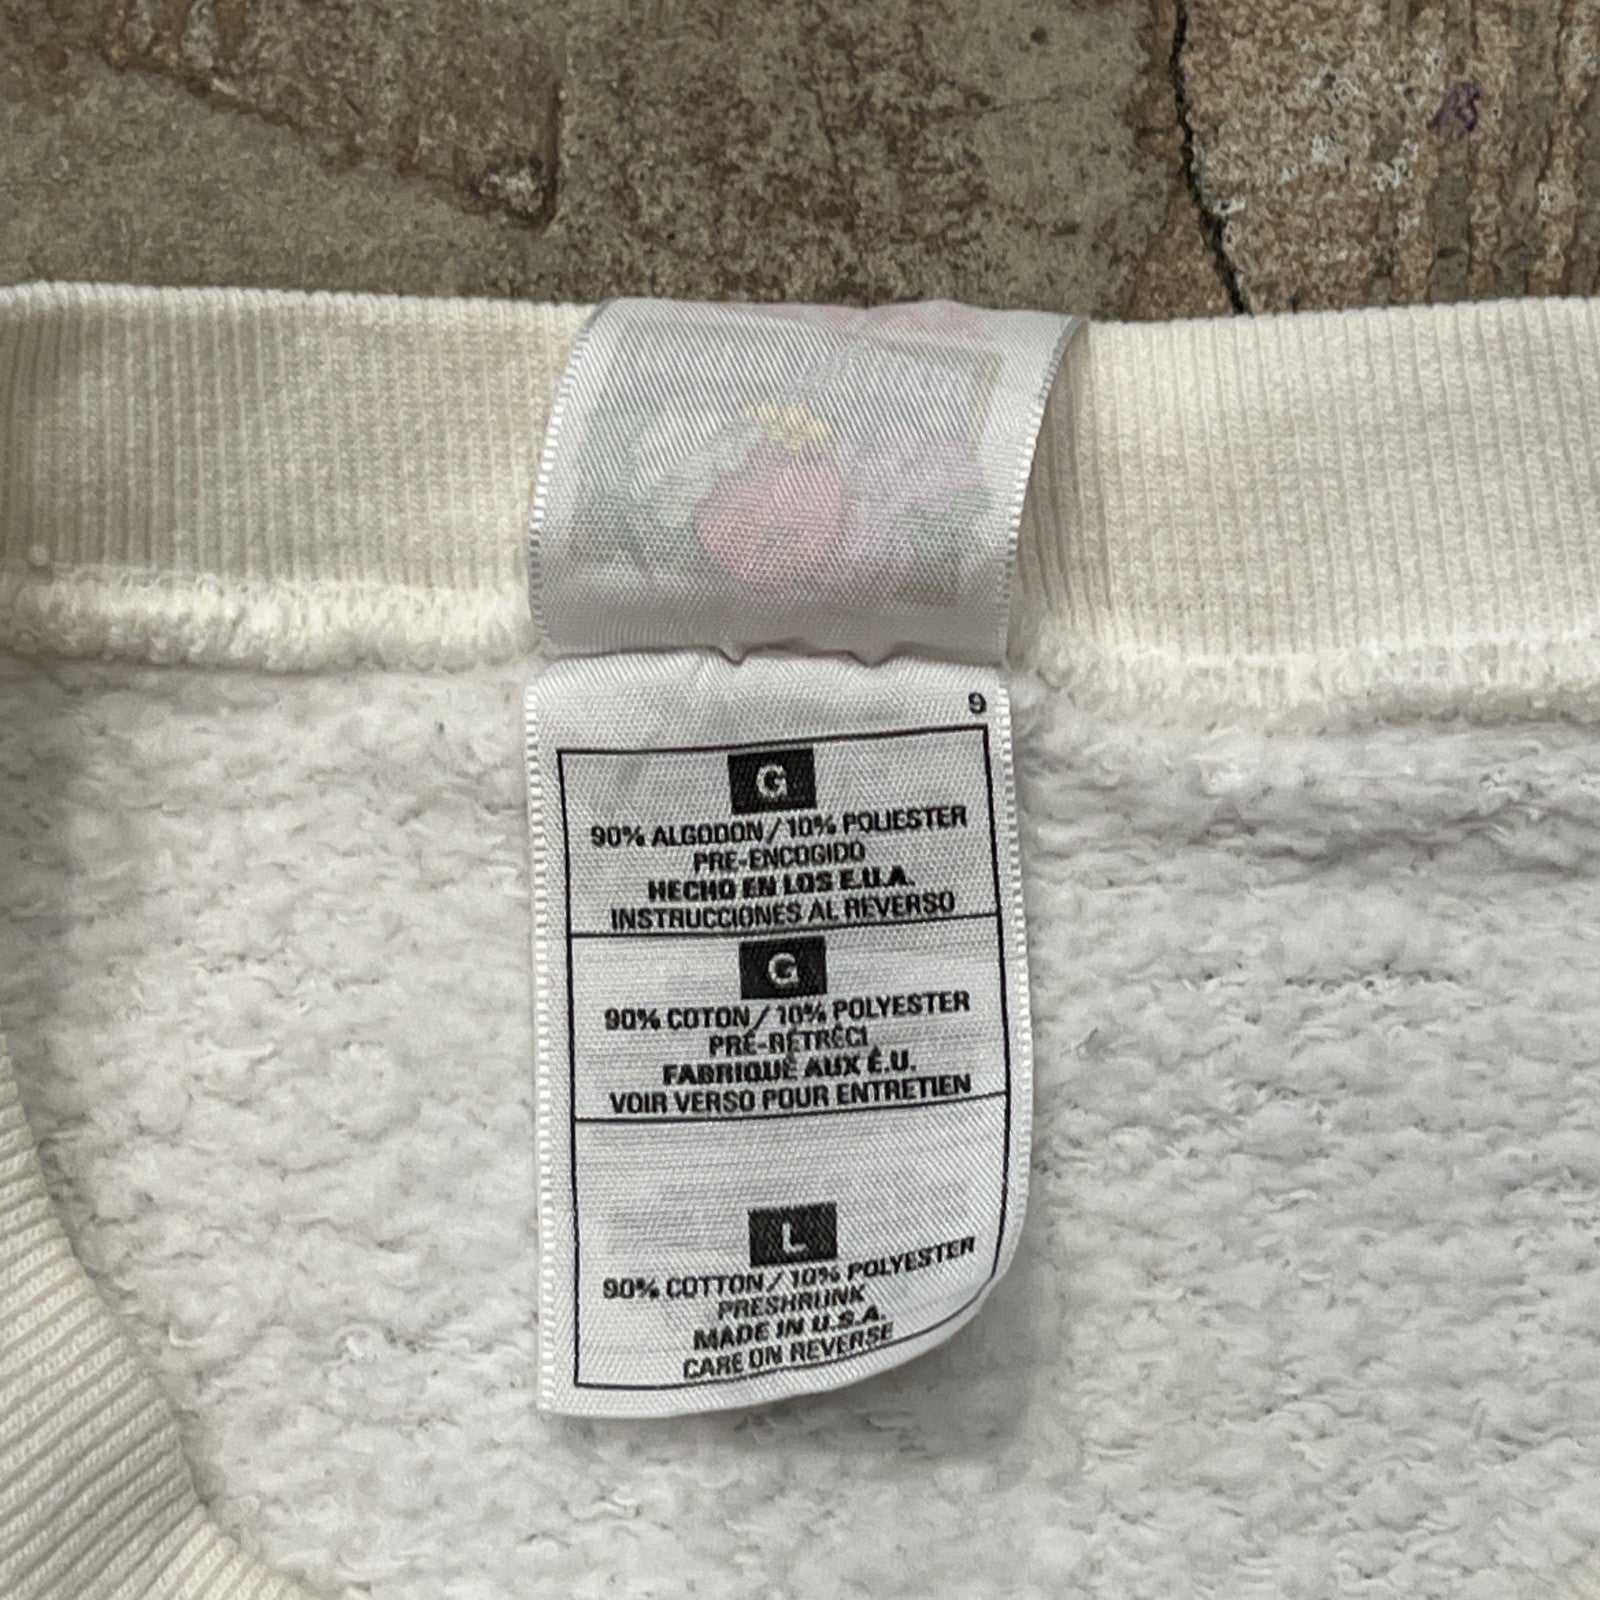 9
G
90% ALGODON / 10% POLIESTER
PRE-ENCOGIDO
HECHO EN LOS E.U.A.
INSTRUCCIONES AL REVERSO
G
90% COTON / 10% POLYESTER
PRÉ-RÉTRÉCI
FABRIQUÉ AUX É.U.
VOIR VERSO POUR ENTRETIEN
L
90% COTTON / 10% POLYESTER
PRESHRUNK
MADE IN U.S.A.
CARE ON REVERSE